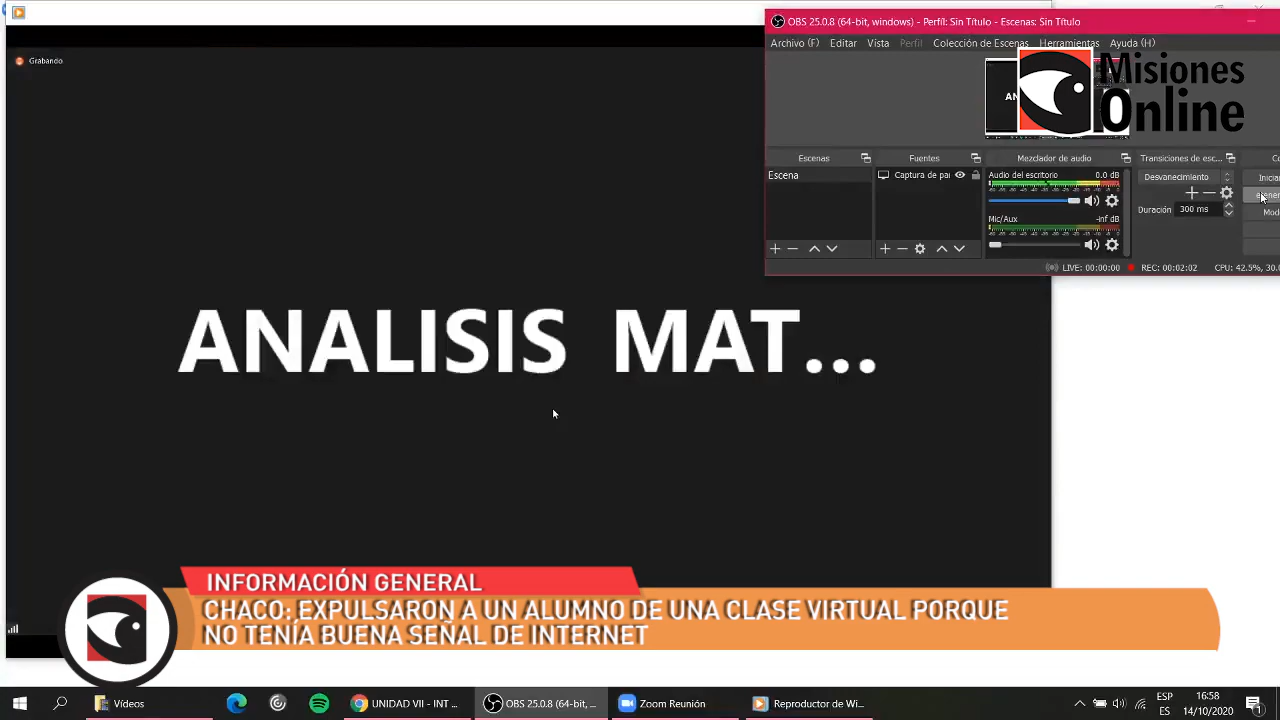 OBS 25.0.8 (64-bit, windows) - Perfil: Sin Título - Escenas: Sin Título
Archivo (F) Editar Vista Perfil Colección de Escenas Herramientas Ayuda (H)
Grabando
Misiones
Online
Escenas Fuentes Mezclador de audio Transiciones de esc...
Escena
Captura de pa
Audio del escritorio 0.0 dB
Desvanecimiento
Iniciar
Duración 300 ms
Mic/Aux -inf dB
Mod
LIVE: 00:00:00 REC: 00:02:02 CPU: 42.5%, 30.0
ANALISIS MAT...
INFORMACIÓN GENERAL
CHACO: EXPULSARON A UN ALUMNO DE UNA CLASE VIRTUAL PORQUE
NO TENÍA BUENA SEÑAL DE INTERNET
Vídeos
UNIDAD VII - INT ...
OBS 25.0.8 (64-bit, ...
Zoom Reunión
Reproductor de Wi...
ESP
ES
16:58
14/10/2020